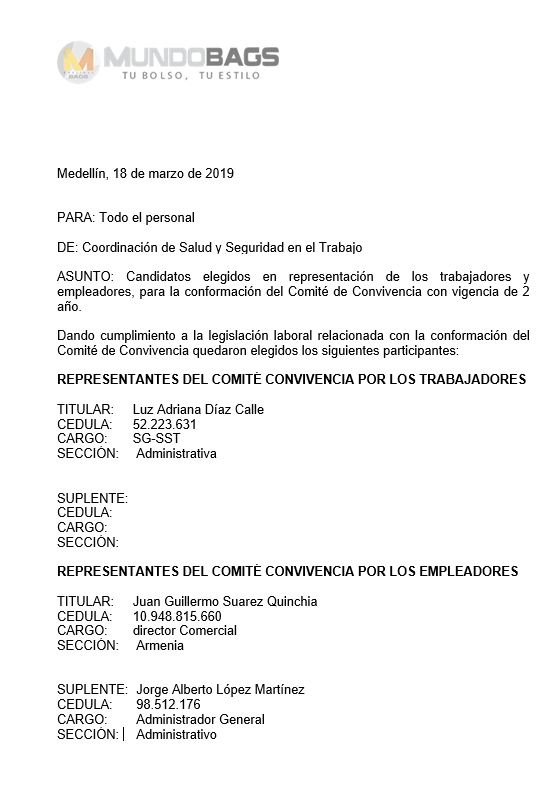 MUNDOBAGS
TU BOLSO, TU ESTILO
Medellín, 18 de marzo de 2019
PARA: Todo el personal
DE: Coordinación de Salud y Seguridad en el Trabajo
ASUNTO: Candidatos elegidos en representación de los trabajadores y
empleadores, para la conformación del Comité de Convivencia con vigencia de 2
año.
Dando cumplimiento a la legislación laboral relacionada con la conformación del
Comité de Convivencia quedaron elegidos los siguientes participantes:
REPRESENTANTES DEL COMITÉ CONVIVENCIA POR LOS TRABAJADORES
TITULAR: Luz Adriana Díaz Calle
CEDULA: 52.223.631
CARGO: SG-SST
SECCIÓN: Administrativa
SUPLENTE:
CEDULA:
CARGO:
SECCIÓN:
REPRESENTANTES DEL COMITÉ CONVIVENCIA POR LOS EMPLEADORES
TITULAR: Juan Guillermo Suarez Quinchia
CEDULA: 10.948.815.660
CARGO: director Comercial
SECCIÓN: Armenia
SUPLENTE: Jorge Alberto López Martínez
CEDULA: 98.512.176
CARGO: Administrador General
SECCIÓN: Administrativo